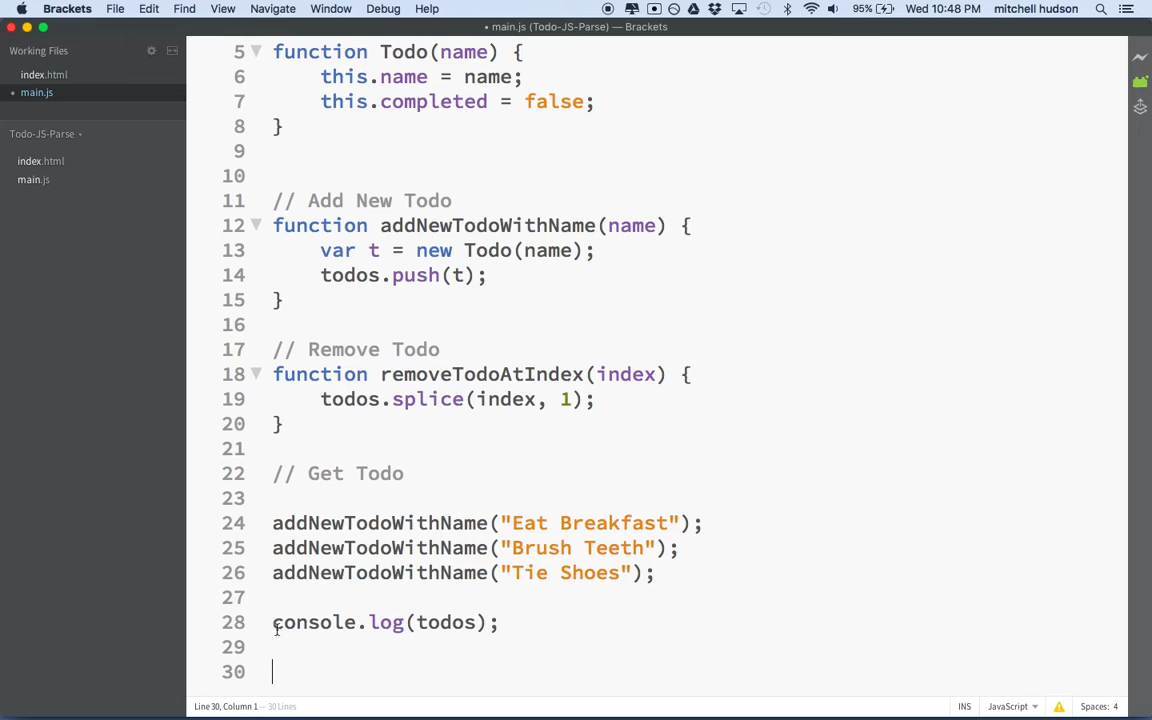 Brackets File Edit Find View Navigate Window Debug Help 95% Wed 10:48 PM mitchell hudson
• main.js (Todo-JS-Parse) — Brackets
Working Files
index.html
• main.js
Todo-JS-Parse
index.html
main.js
5 function Todo(name) {
6 this.name = name;
7 this.completed = false;
8 }
9
10
11 // Add New Todo
12 function addNewTodoWithName(name) {
13 var t = new Todo(name);
14 todos.push(t);
15 }
16
17 // Remove Todo
18 function removeTodoAtIndex(index) {
19 todos.splice(index, 1);
20 }
21
22 // Get Todo
23
24 addNewTodoWithName("Eat Breakfast");
25 addNewTodoWithName("Brush Teeth");
26 addNewTodoWithName("Tie Shoes");
27
28 console.log(todos);
29
30
Line 30, Column 1 — 30 Lines INS JavaScript Spaces: 4